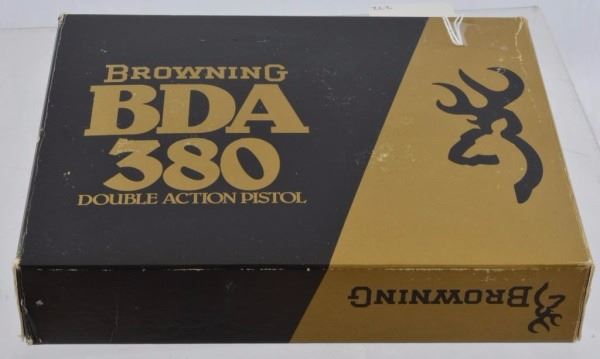 BROWNING
BDA
380
DOUBLE ACTION PISTOL
BROWNING